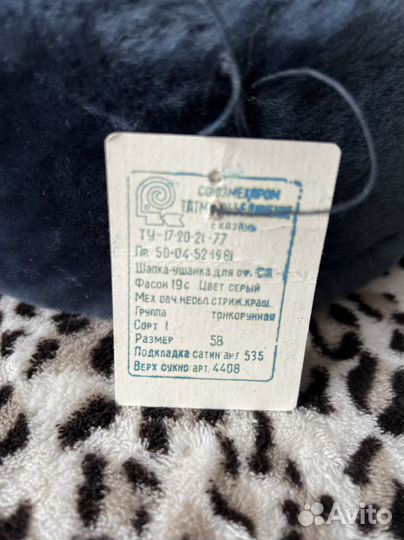 СОЮЗМЕХПРОМ
ТАТМЕХОБЪЕДИНЕНИЕ
г. КАЗАНЬ
ТУ-17-20-21-77
Пр. 50-04-52-1981
Шапка-ушанка для оф. СА
Фасон 19с Цвет серый
Мех овч. необл. стриж. краш.
Группа тонкорунная
Сорт 1
Размер 58
Подкладка сатин арт 535
Верх сукно арт. 4408
Avito